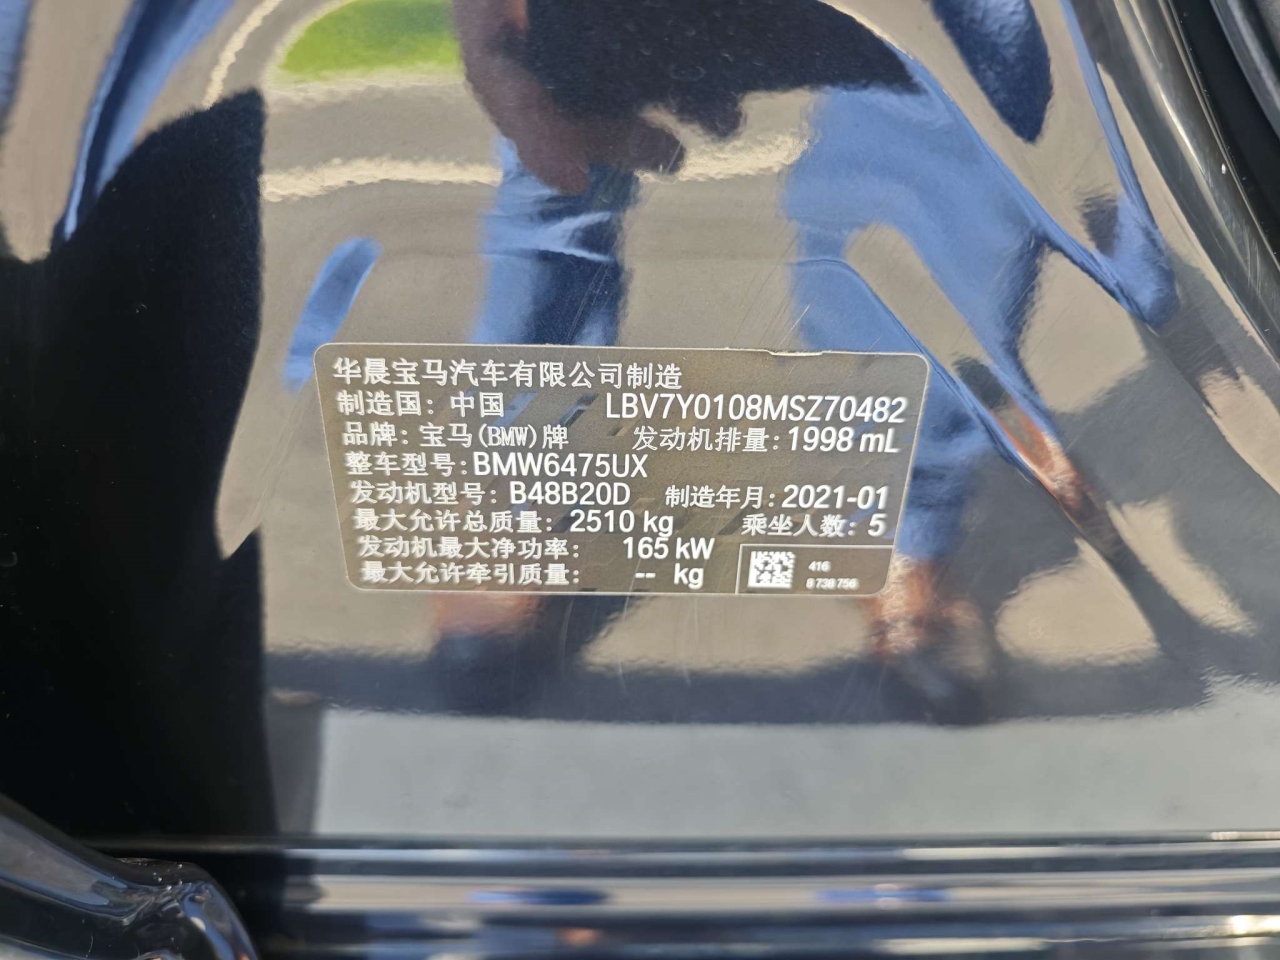 华晨宝马汽车有限公司制造
制造国: 中国 LBV7Y0108MSZ70482
品牌: 宝马(BMW)牌 发动机排量: 1998 mL
整车型号: BMW6475UX
发动机型号: B48B20D 制造年月: 2021-01
最大允许总质量: 2510 kg 乘坐人数: 5
发动机最大净功率: 165 kW
最大允许牵引质量: -- kg
416
8 738 756